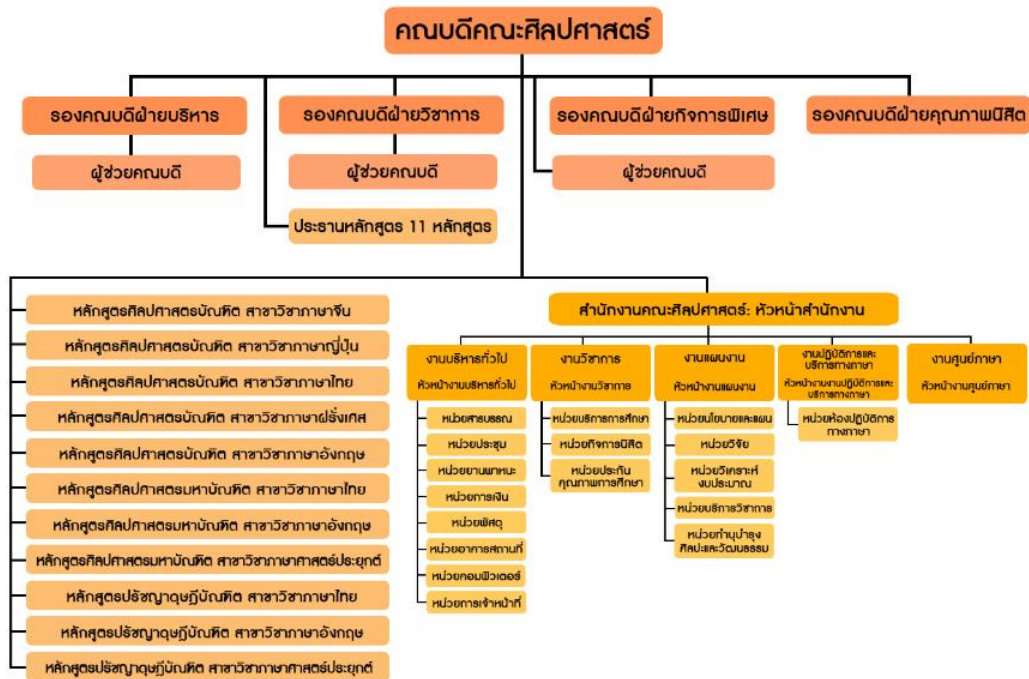 คณบดีคณะศิลปศาสตร์
รองคณบดีฝ่ายบริหาร
รองคณบดีฝ่ายวิชาการ
รองคณบดีฝ่ายกิจการพิเศษ
รองคณบดีฝ่ายคุณภาพนิสิต
ผู้ช่วยคณบดี
ผู้ช่วยคณบดี
ผู้ช่วยคณบดี
ประธานหลักสูตร 11 หลักสูตร
หลักสูตรศิลปศาสตรบัณฑิต สาขาวิชาภาษาจีน
หลักสูตรศิลปศาสตรบัณฑิต สาขาวิชาภาษาญี่ปุ่น
หลักสูตรศิลปศาสตรบัณฑิต สาขาวิชาภาษาไทย
หลักสูตรศิลปศาสตรบัณฑิต สาขาวิชาภาษาฝรั่งเศส
หลักสูตรศิลปศาสตรบัณฑิต สาขาวิชาภาษาอังกฤษ
หลักสูตรศิลปศาสตรมหาบัณฑิต สาขาวิชาภาษาไทย
หลักสูตรศิลปศาสตรมหาบัณฑิต สาขาวิชาภาษาอังกฤษ
หลักสูตรศิลปศาสตรมหาบัณฑิต สาขาวิชาภาษาศาสตร์ประยุกต์
หลักสูตรปรัชญาดุษฎีบัณฑิต สาขาวิชาภาษาไทย
หลักสูตรปรัชญาดุษฎีบัณฑิต สาขาวิชาภาษาอังกฤษ
หลักสูตรปรัชญาดุษฎีบัณฑิต สาขาวิชาภาษาศาสตร์ประยุกต์
สำนักงานคณะศิลปศาสตร์: หัวหน้าสำนักงาน
งานบริหารทั่วไป
หัวหน้างานบริหารทั่วไป
หน่วยสารบรรณ
หน่วยประชุม
หน่วยยานพาหนะ
หน่วยการเงิน
หน่วยพัสดุ
หน่วยอาคารสถานที่
หน่วยคอมพิวเตอร์
หน่วยการเจ้าหน้าที่
งานวิชาการ
หัวหน้างานวิชาการ
หน่วยบริการการศึกษา
หน่วยกิจการนิสิต
หน่วยประกัน
คุณภาพการศึกษา
งานแผนงาน
หัวหน้างานแผนงาน
หน่วยนโยบายและแผน
หน่วยวิจัย
หน่วยวิเคราะห์
งบประมาณ
หน่วยบริการวิชาการ
หน่วยทำนุบำรุง
ศิลปะและวัฒนธรรม
งานปฏิบัติการและ
บริการทางภาษา
หัวหน้างานงานปฏิบัติการและ
บริการทางภาษา
หน่วยห้องปฏิบัติการ
ทางภาษา
งานศูนย์ภาษา
หัวหน้างานศูนย์ภาษา